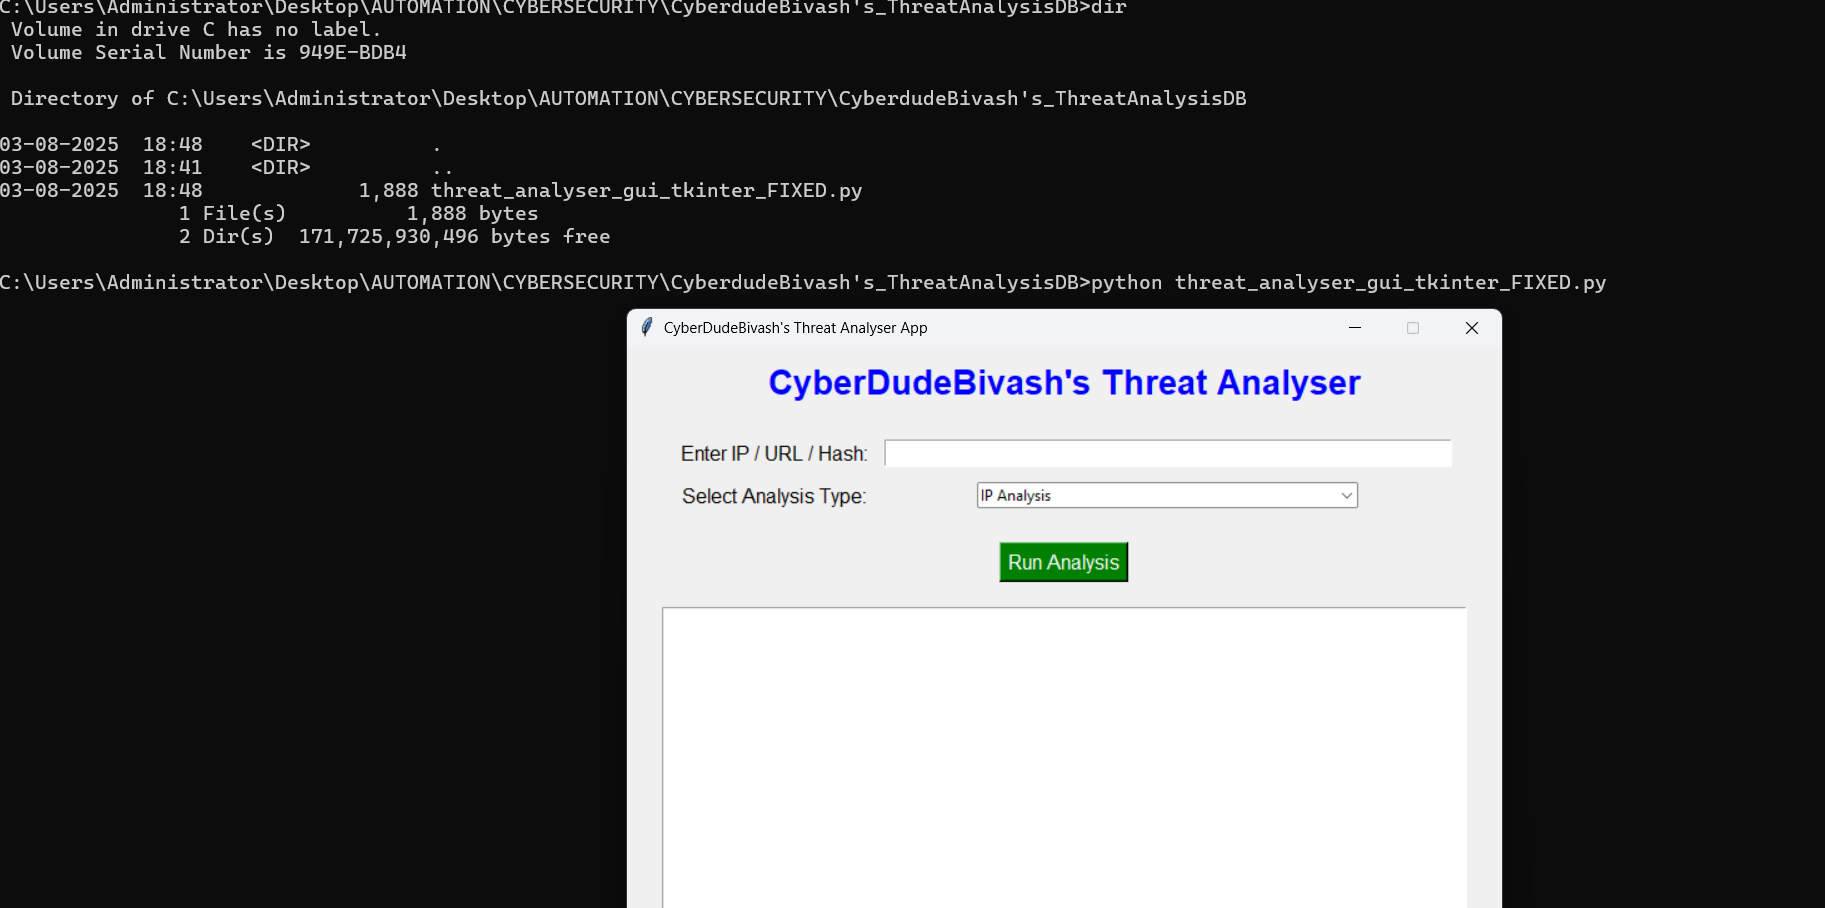 C:\Users\Administrator\Desktop\AUTOMATION\CYBERSECURITY\CyberdudeBivash's_ThreatAnalysisDB>dir
Volume in drive C has no label.
Volume Serial Number is 949E-BDB4
Directory of C:\Users\Administrator\Desktop\AUTOMATION\CYBERSECURITY\CyberdudeBivash's_ThreatAnalysisDB
03-08-2025  18:48    <DIR>          .
03-08-2025  18:41    <DIR>          ..
03-08-2025  18:48             1,888 threat_analyser_gui_tkinter_FIXED.py
1 File(s)          1,888 bytes
2 Dir(s)  171,725,930,496 bytes free
C:\Users\Administrator\Desktop\AUTOMATION\CYBERSECURITY\CyberdudeBivash's_ThreatAnalysisDB>python threat_analyser_gui_tkinter_FIXED.py
CyberDudeBivash's Threat Analyser App
CyberDudeBivash's Threat Analyser
Enter IP / URL / Hash:
Select Analysis Type: IP Analysis
Run Analysis